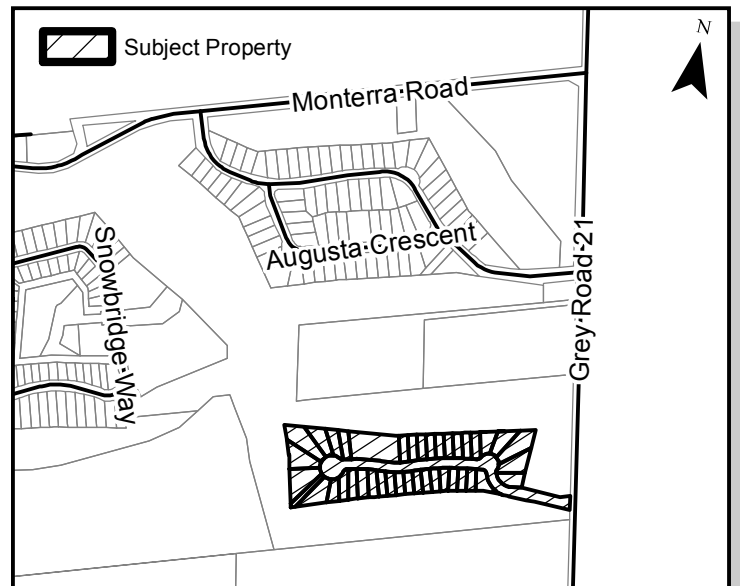 Subject Property
N
Monterra Road
Augusta Crescent
Snowbridge Way
Grey Road 21